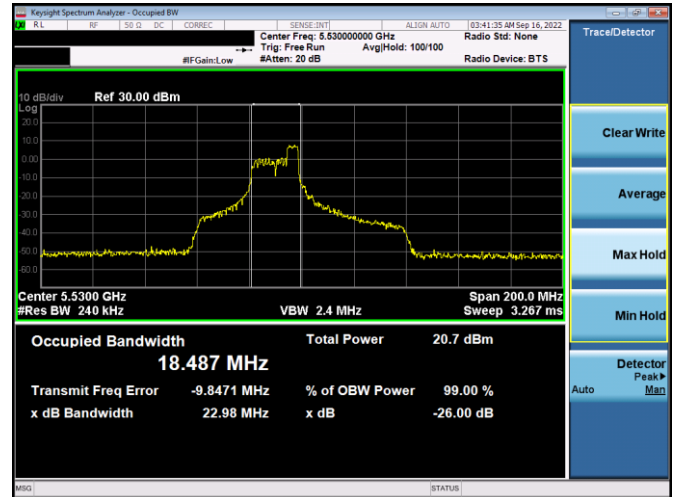 Keysight Spectrum Analyzer - Occupied BW
RL RF 50 Ω DC CORREC SENSE:INT ALIGN AUTO 03:41:35 AM Sep 16, 2022
Center Freq: 5.530000000 GHz Radio Std: None
Trig: Free Run Avg|Hold: 100/100
#IFGain:Low #Atten: 20 dB Radio Device: BTS
10 dB/div Ref 30.00 dBm
Log
20.0
10.0
0.00
-10.0
-20.0
-30.0
-40.0
-50.0
-60.0
Center 5.5300 GHz Span 200.0 MHz
#Res BW 240 kHz VBW 2.4 MHz Sweep 3.267 ms
Occupied Bandwidth Total Power 20.7 dBm
18.487 MHz
Transmit Freq Error -9.8471 MHz % of OBW Power 99.00 %
x dB Bandwidth 22.98 MHz x dB -26.00 dB
MSG STATUS
Trace/Detector
Clear Write
Average
Max Hold
Min Hold
Detector
Peak▶
Auto Man